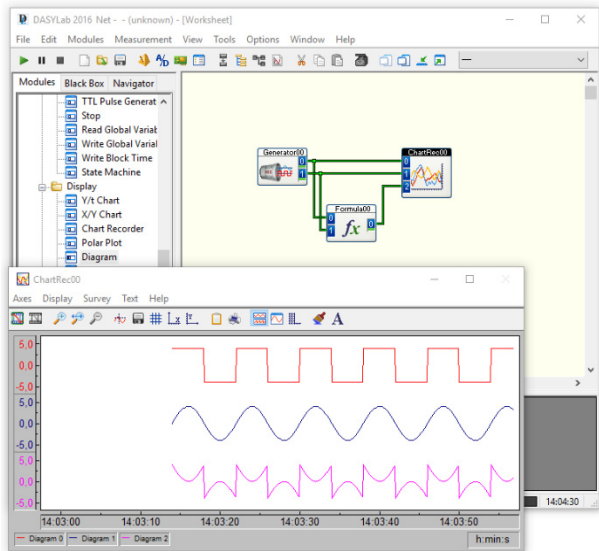 DASYLab 2016 Net - - (unknown) - [Worksheet]
File Edit Modules Measurement View Tools Options Window Help
Modules Black Box Navigator
TTL Pulse Generat
Stop
Read Global Variab
Write Global Varial
Write Block Time
State Machine
Display
Y/t Chart
X/Y Chart
Chart Recorder
Polar Plot
Diagram
Generator00
0
1
ChartRec00
0
1
2
Formula00
0
1
fx
0
ChartRec00
Axes Display Survey Text Help
5,0
0,0
-5,0
5,0
0,0
-5,0
5,0
0,0
-5,0
14:03:00 14:03:10 14:03:20 14:03:30 14:03:40 14:03:50
Diagram 0 Diagram 1 Diagram 2
h:min:s
14:04:30